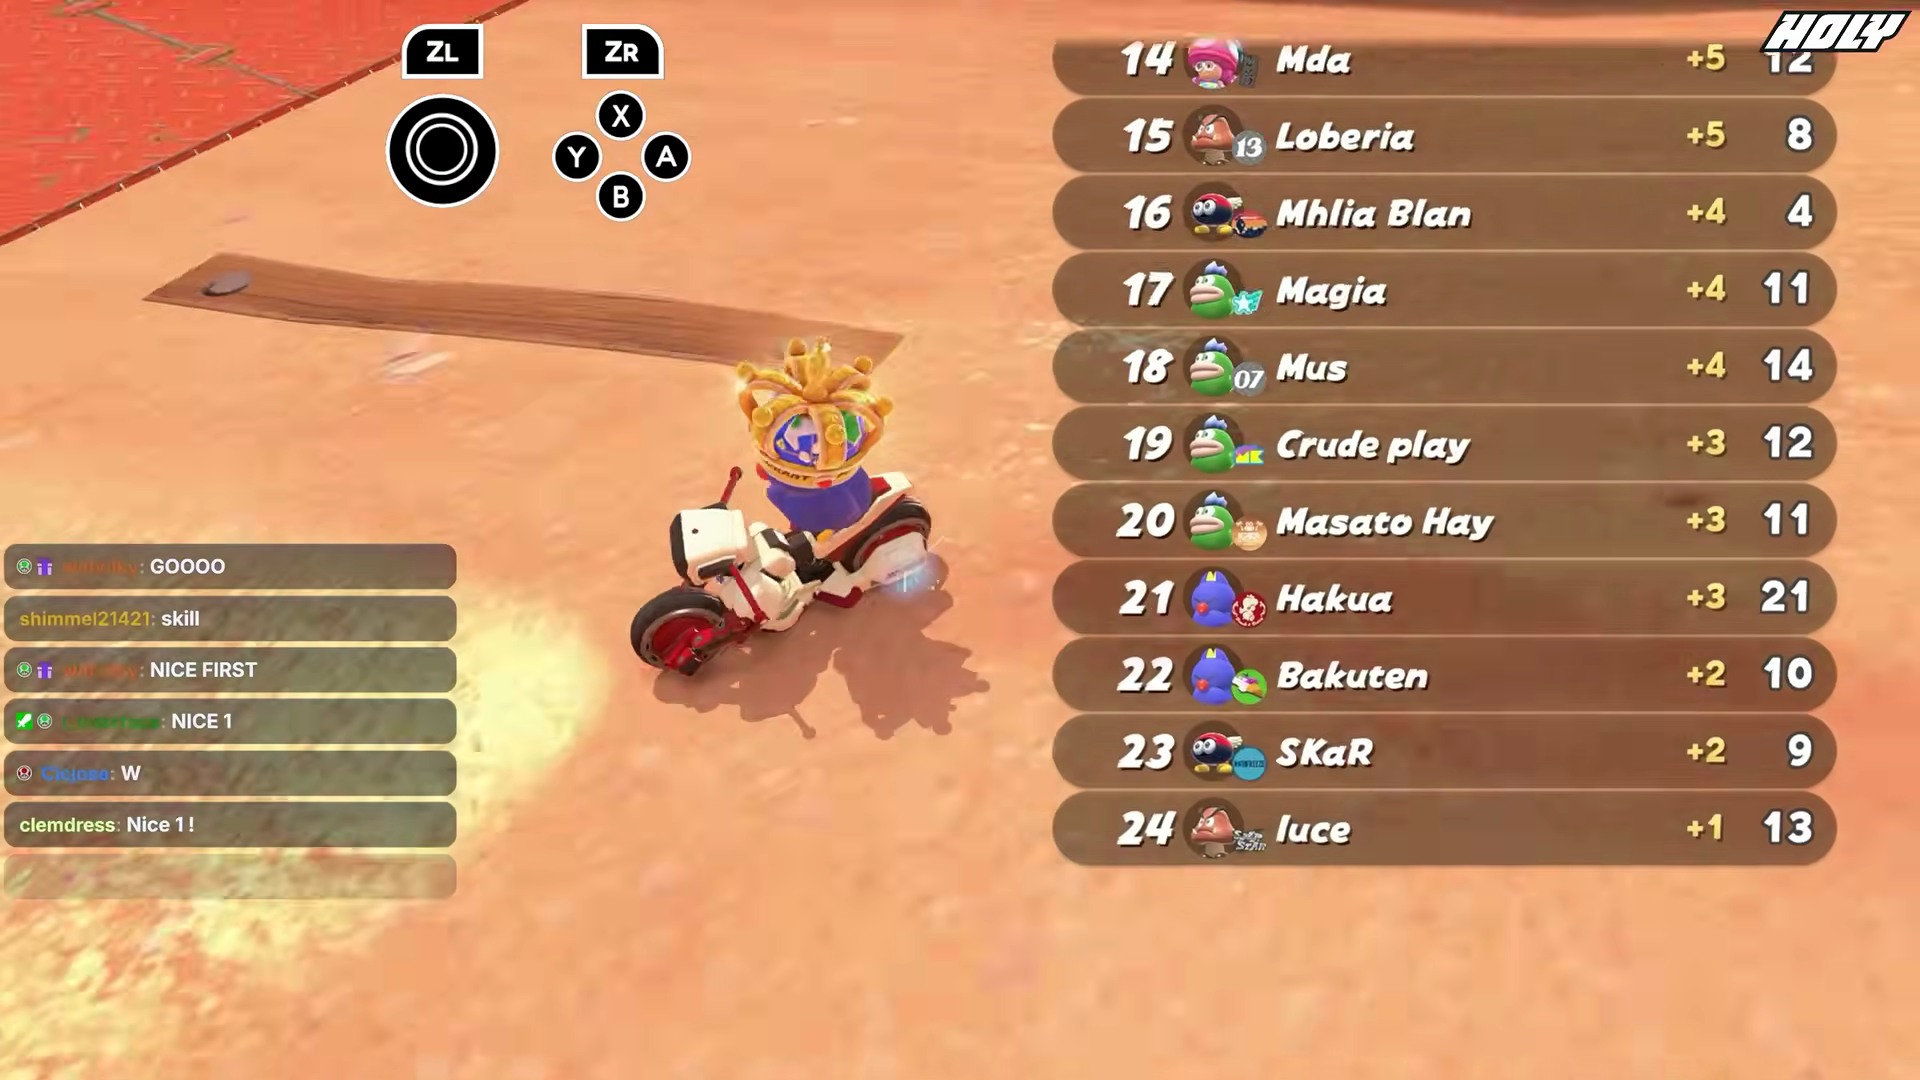 ZL ZR
X
Y A
B
HOLY
14 Mda +5 12
15 13 Loberia +5 8
16 Mhlia Blan +4 4
17 Magia +4 11
18 07 Mus +4 14
19 Crude play +3 12
20 Masato Hay +3 11
21 Hakua +3 21
22 Bakuten +2 10
23 SKaR +2 9
24 luce +1 13
GOOOO
shimmel21421: skill
NICE FIRST
NICE 1
Cicjose: W
clemdress: Nice 1 !